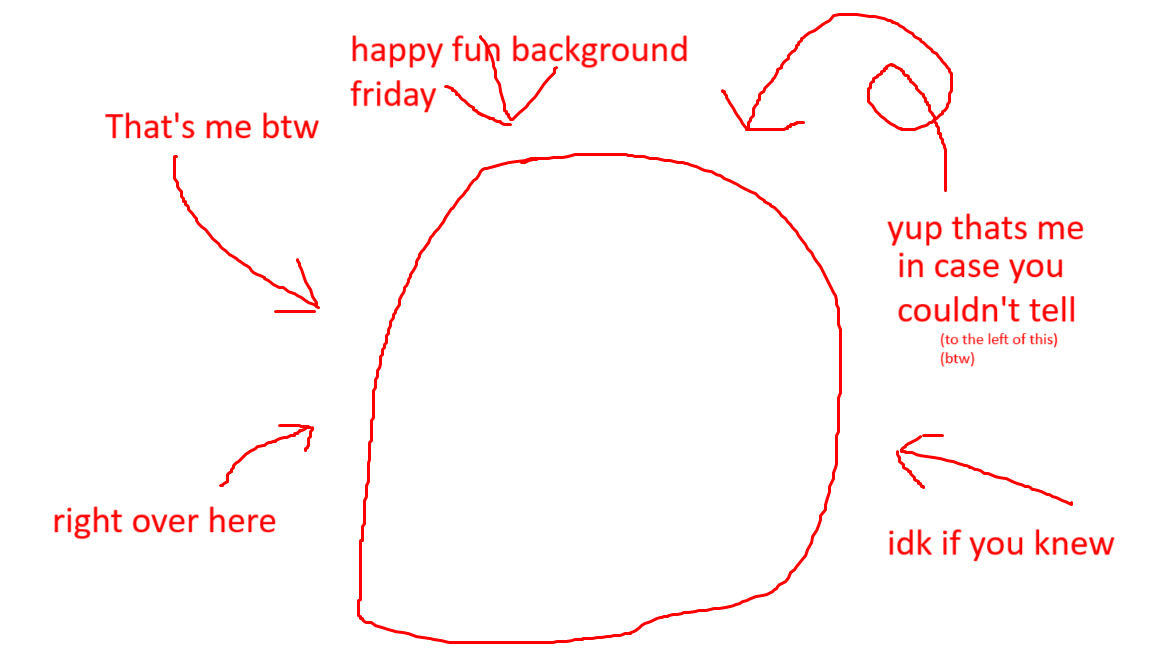 happy fun background
friday
That's me btw
yup thats me
in case you
couldn't tell
(to the left of this)
(btw)
right over here
idk if you knew